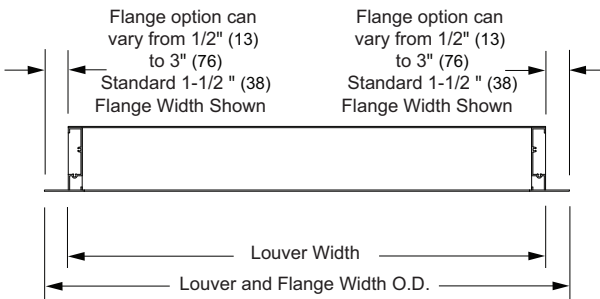 Flange option can
vary from 1/2" (13)
to 3" (76)
Standard 1-1/2 " (38)
Flange Width Shown
Flange option can
vary from 1/2" (13)
to 3" (76)
Standard 1-1/2 " (38)
Flange Width Shown
Louver Width
Louver and Flange Width O.D.